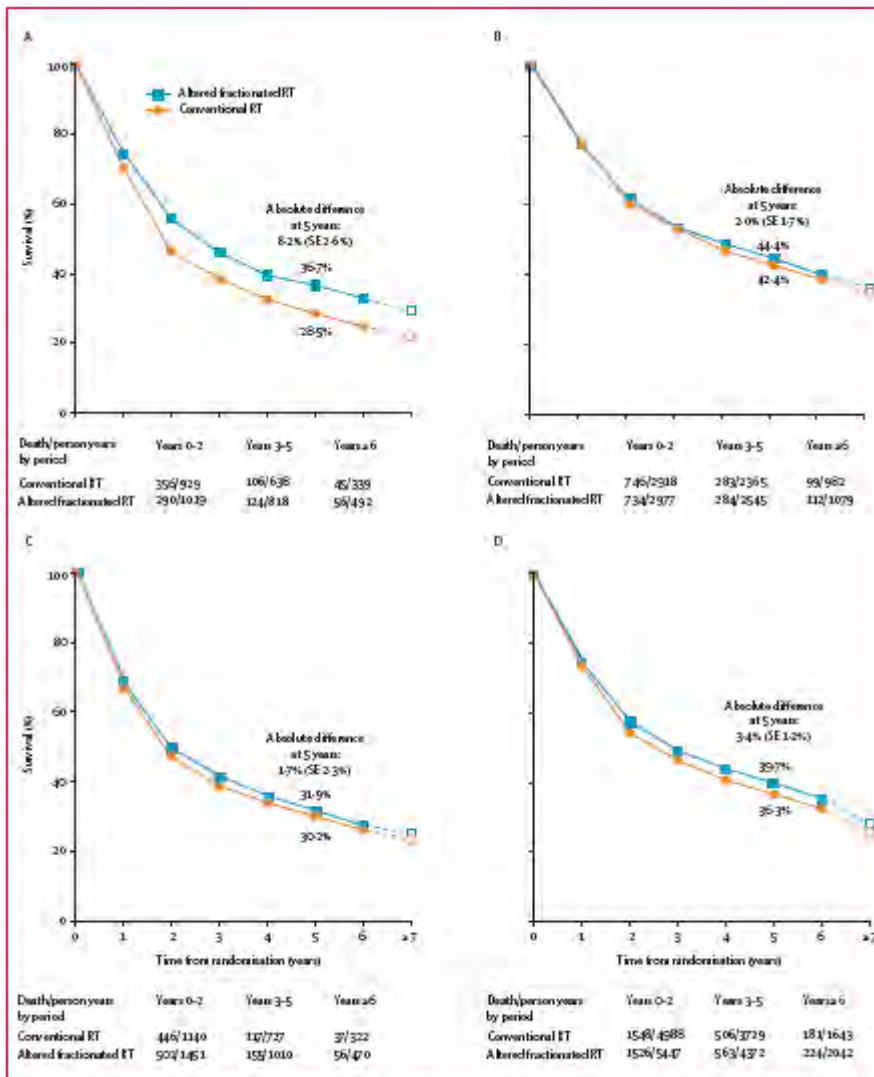 A
100
80
60
40
20
0
Survival (%)
Altered fractionated RT
Conventional RT
Absolute difference
at 5 years:
8·2% (SE 2·6%)
36·7%
28·5%
Death/person years by period Years 0-2 Years 3-5 Years ≥6
Conventional RT 356/929 106/638 45/339
Altered fractionated RT 290/1019 124/818 56/492
B
Absolute difference
at 5 years:
2·0% (SE 1·7%)
44·4%
42·4%
Death/person years by period Years 0-2 Years 3-5 Years ≥6
Conventional RT 746/2918 283/2365 99/982
Altered fractionated RT 734/2977 284/2545 112/1079
C
100
80
60
40
20
0
Survival (%)
Absolute difference
at 5 years:
1·7% (SE 2·3%)
31·9%
30·2%
0 1 2 3 4 5 6 ≥7
Time from randomisation (years)
Death/person years by period Years 0-2 Years 3-5 Years ≥6
Conventional RT 446/1140 117/727 37/322
Altered fractionated RT 502/1451 155/1010 56/470
D
Absolute difference
at 5 years:
3·4% (SE 1·2%)
39·7%
36·3%
0 1 2 3 4 5 6 ≥7
Time from randomisation (years)
Death/person years by period Years 0-2 Years 3-5 Years ≥6
Conventional RT 1548/4988 506/3729 181/1643
Altered fractionated RT 1526/5447 563/4372 224/2042